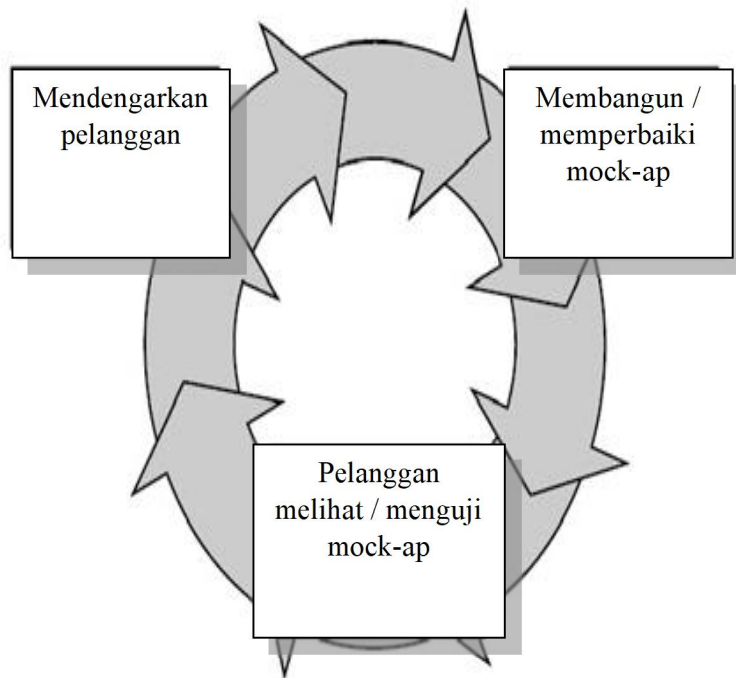 Mendengarkan
pelanggan
Membangun /
memperbaiki
mock-ap
Pelanggan
melihat / menguji
mock-ap